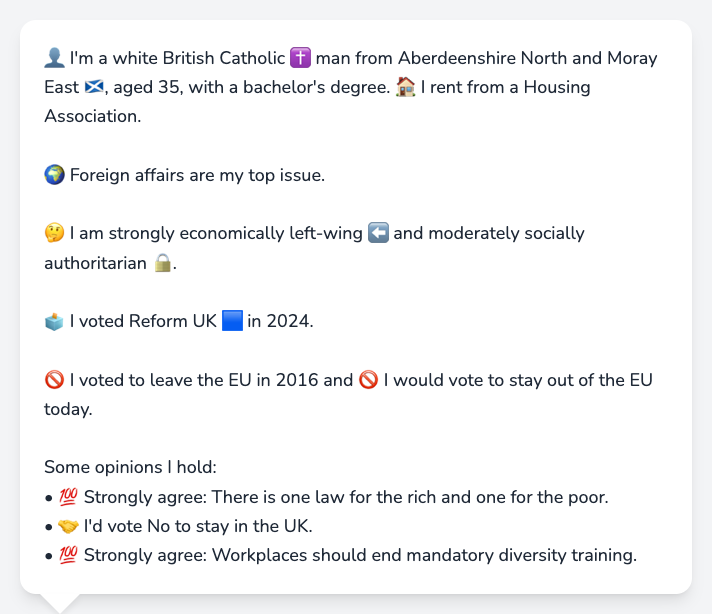 👤 I'm a white British Catholic ✝️ man from Aberdeenshire North and Moray
East 🏴󠁧󠁢󠁳󠁣󠁴󠁿, aged 35, with a bachelor's degree. 🏠 I rent from a Housing
Association.
🌍 Foreign affairs are my top issue.
🤔 I am strongly economically left-wing ⬅️ and moderately socially
authoritarian 🔒.
🗳️ I voted Reform UK 🟦 in 2024.
🚫 I voted to leave the EU in 2016 and 🚫 I would vote to stay out of the EU
today.
Some opinions I hold:
• 💯 Strongly agree: There is one law for the rich and one for the poor.
• 🤝 I'd vote No to stay in the UK.
• 💯 Strongly agree: Workplaces should end mandatory diversity training.